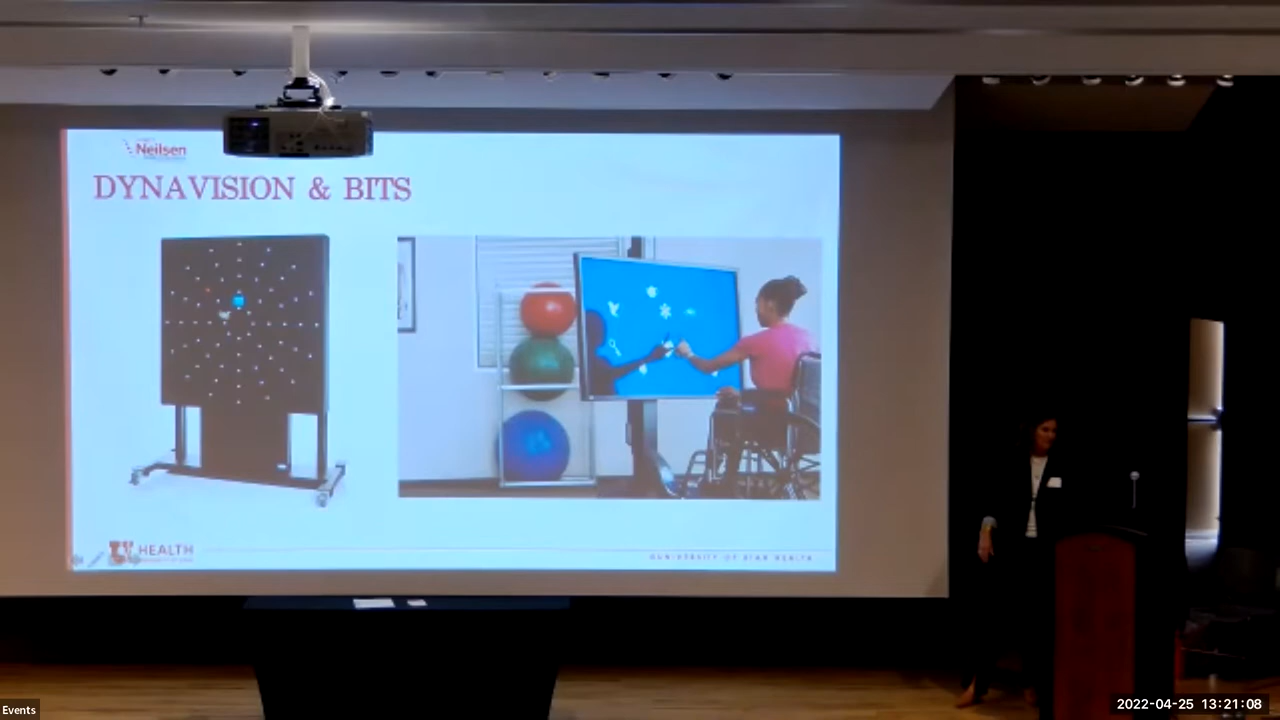 Neilsen
DYNAVISION & BITS
HEALTH
©UNIVERSITY OF UTAH HEALTH
Events
2022-04-25 13:21:08